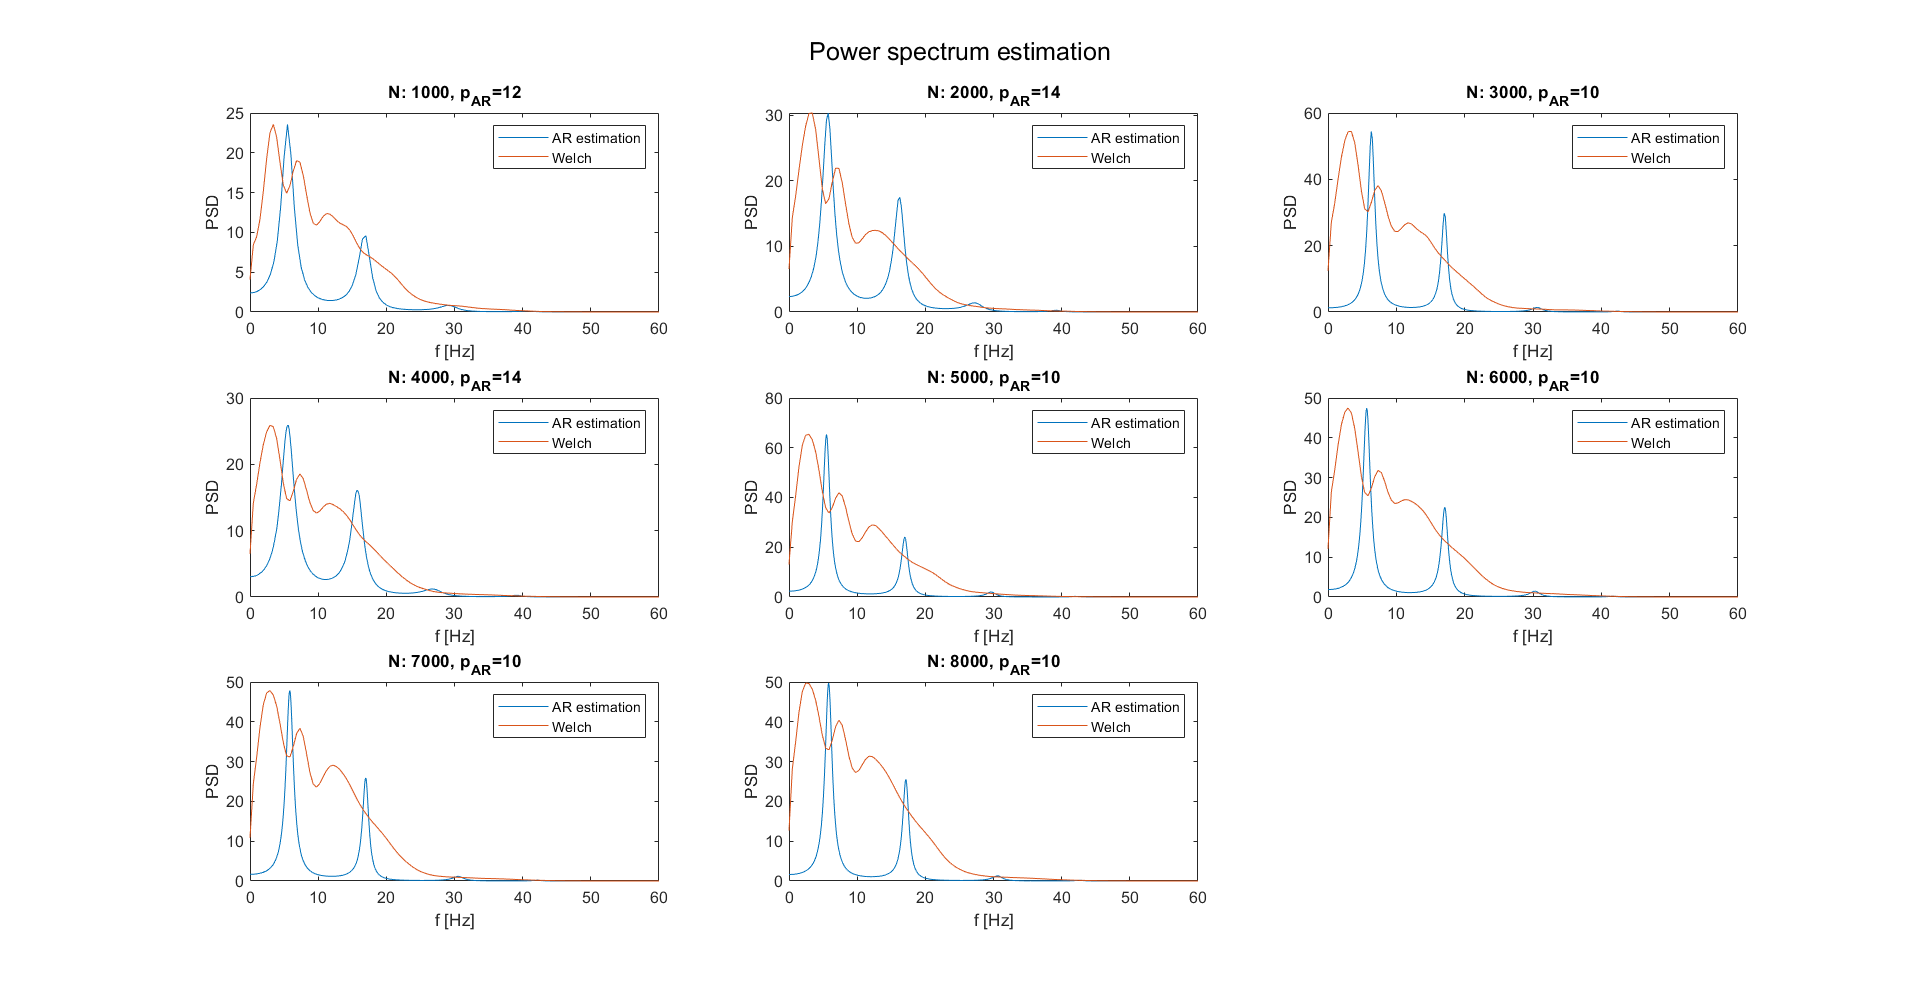 Power spectrum estimation
N: 1000, pAR=12
25
20
15
10
5
0
PSD
AR estimation
Welch
0 10 20 30 40 50 60
f [Hz]
N: 2000, pAR=14
30
20
10
0
PSD
AR estimation
Welch
0 10 20 30 40 50 60
f [Hz]
N: 3000, pAR=10
60
40
20
0
PSD
AR estimation
Welch
0 10 20 30 40 50 60
f [Hz]
N: 4000, pAR=14
30
20
10
0
PSD
AR estimation
Welch
0 10 20 30 40 50 60
f [Hz]
N: 5000, pAR=10
80
60
40
20
0
PSD
AR estimation
Welch
0 10 20 30 40 50 60
f [Hz]
N: 6000, pAR=10
50
40
30
20
10
0
PSD
AR estimation
Welch
0 10 20 30 40 50 60
f [Hz]
N: 7000, pAR=10
50
40
30
20
10
0
PSD
AR estimation
Welch
0 10 20 30 40 50 60
f [Hz]
N: 8000, pAR=10
50
40
30
20
10
0
PSD
AR estimation
Welch
0 10 20 30 40 50 60
f [Hz]